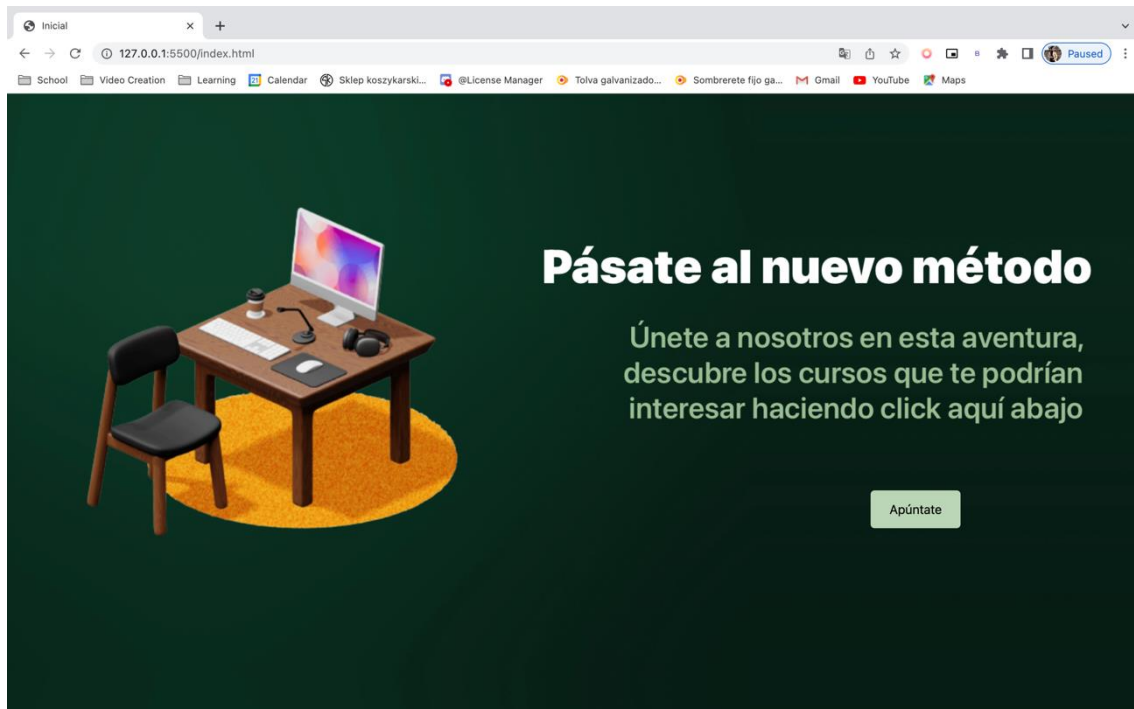 Inicial
127.0.0.1:5500/index.html
Paused
School Video Creation Learning 21 Calendar Sklep koszykarski... @License Manager Tolva galvanizado... Sombrerete fijo ga... Gmail YouTube Maps
Pásate al nuevo método
Únete a nosotros en esta aventura,
descubre los cursos que te podrían
interesar haciendo click aquí abajo
Apúntate